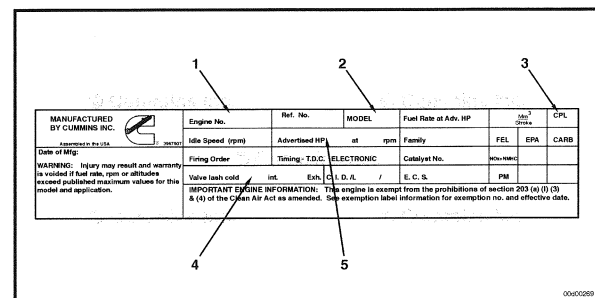 1 2 3
MANUFACTURED
BY CUMMINS INC.
Assembled in the USA 3967907
Date of Mfg:
WARNING: Injury may result and warranty
is voided if fuel rate, rpm or altitudes
exceed published maximum values for this
model and application.
Engine No. Ref. No. MODEL Fuel Rate at Adv. HP Mm3 Stroke CPL
Idle Speed (rpm) Advertised HP at rpm Family FEL EPA CARB
Firing Order Timing - T.D.C. ELECTRONIC Catalyst No. NOx+NMHC
Valve lash cold int. Exh. C. I. D. /L / E. C. S. PM
IMPORTANT ENGINE INFORMATION: This engine is exempt from the prohibitions of section 203 (a) (I) (3)
& (4) of the Clean Air Act as amended. See exemption label information for exemption no. and effective date.
4 5
00d00269